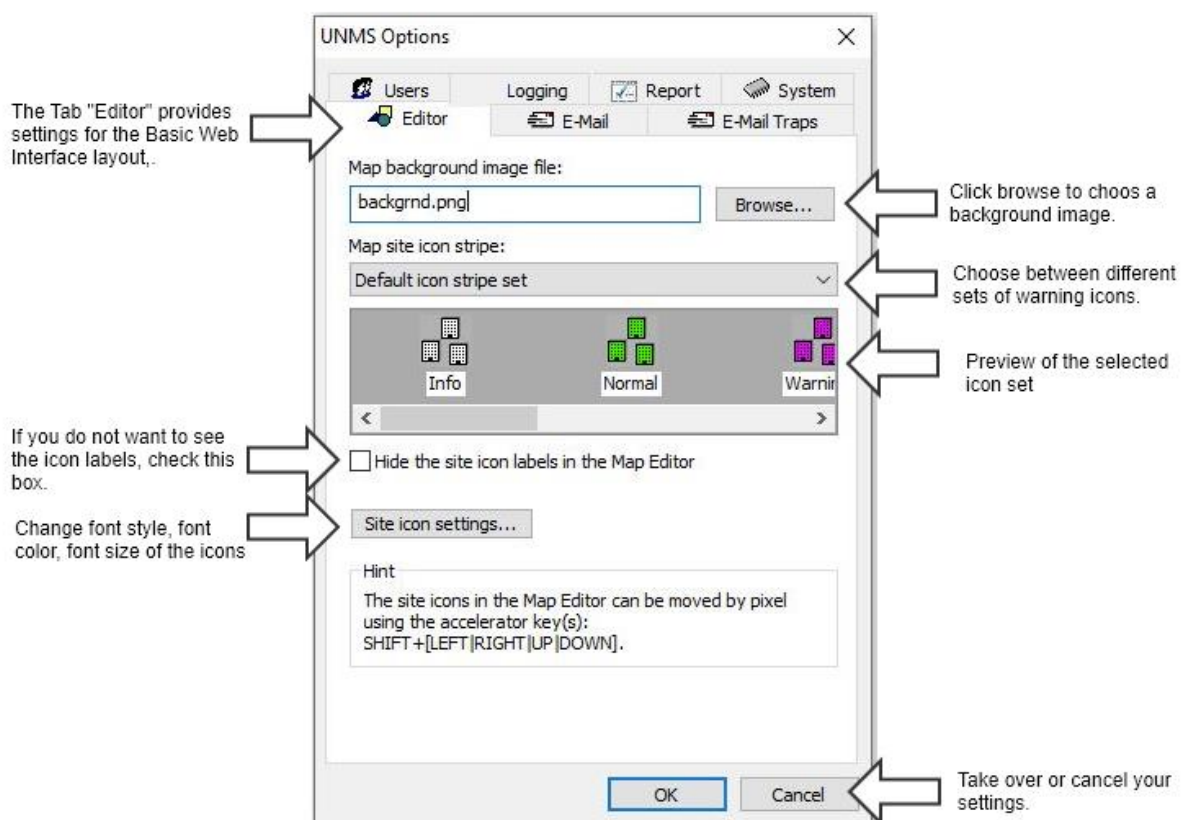 UNMS Options
Users
Logging
Report
System
Editor
E-Mail
E-Mail Traps
The Tab "Editor" provides
settings for the Basic Web
Interface layout,.
Map background image file:
backgrnd.png
Browse...
Click browse to choos a
background image.
Map site icon stripe:
Default icon stripe set
Choose between different
sets of warning icons.
Info
Normal
Warnin
Preview of the selected
icon set
If you do not want to see
the icon labels, check this
box.
Hide the site icon labels in the Map Editor
Change font style, font
color, font size of the icons
Site icon settings...
Hint
The site icons in the Map Editor can be moved by pixel
using the accelerator key(s):
SHIFT+[LEFT|RIGHT|UP|DOWN].
OK
Cancel
Take over or cancel your
settings.